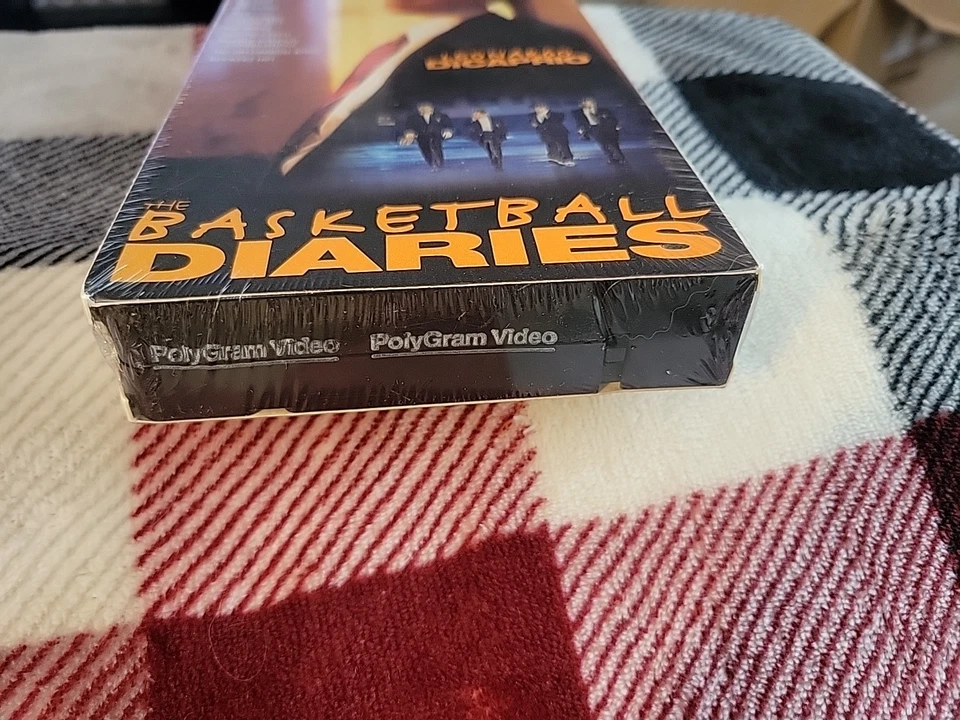 LEONARDO
DICAPRIO
THE
BASKETBALL
DIARIES
PolyGram Video PolyGram Video